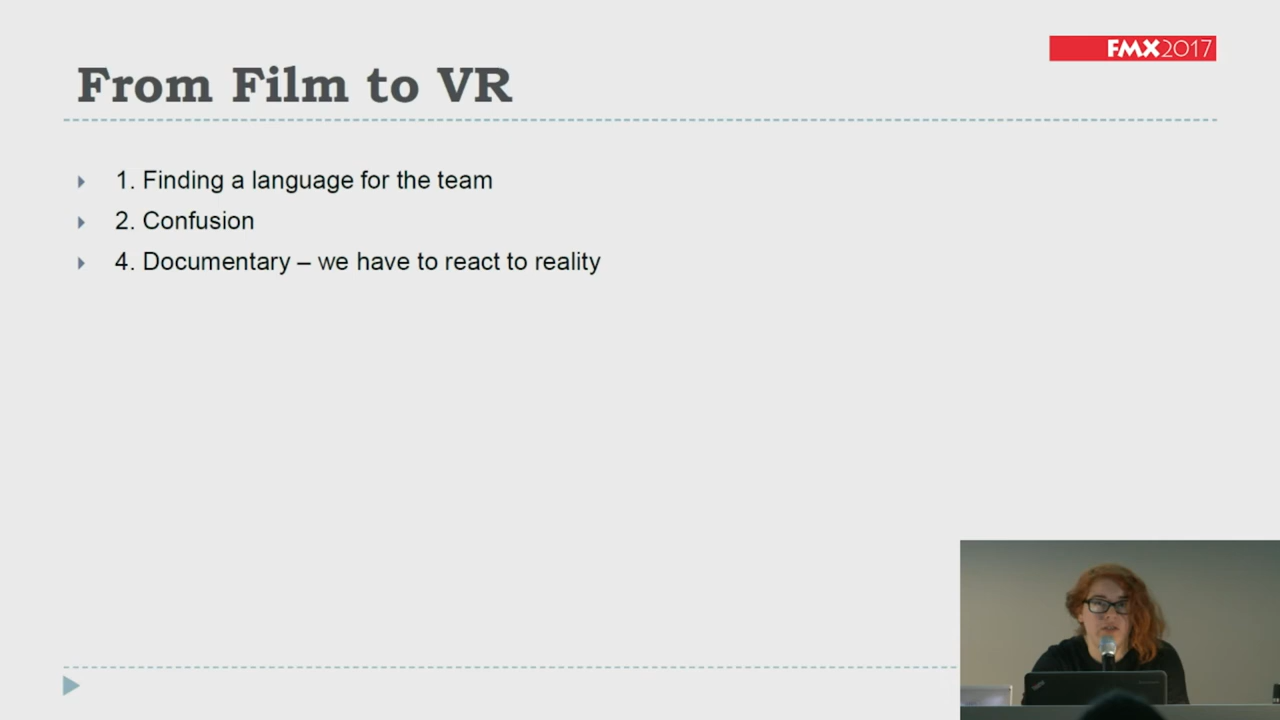 FMX2017
From Film to VR
1. Finding a language for the team
2. Confusion
4. Documentary – we have to react to reality